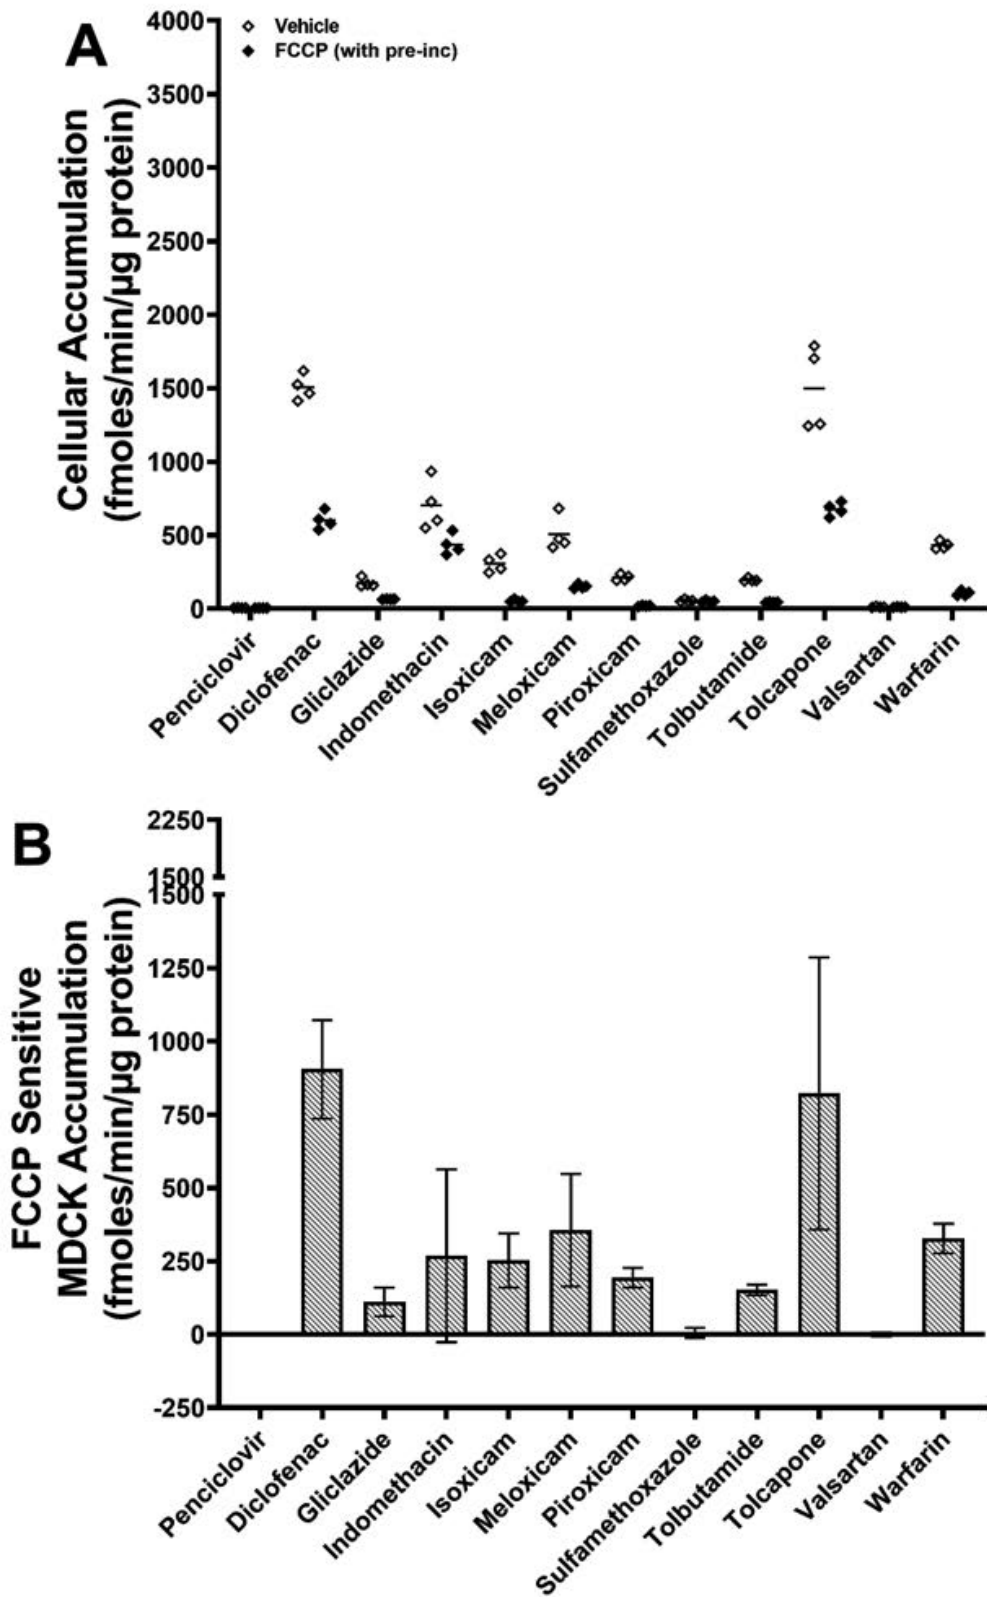 A
Vehicle
FCCP (with pre-inc)
Cellular Accumulation
(fmoles/min/µg protein)
4000
3500
3000
2500
2000
1500
1000
500
0
Penciclovir
Diclofenac
Gliclazide
Indomethacin
Isoxicam
Meloxicam
Piroxicam
Sulfamethoxazole
Tolbutamide
Tolcapone
Valsartan
Warfarin
B
FCCP Sensitive
MDCK Accumulation
(fmoles/min/µg protein)
2250
1500
1500
1250
1000
750
500
250
0
-250
Penciclovir
Diclofenac
Gliclazide
Indomethacin
Isoxicam
Meloxicam
Piroxicam
Sulfamethoxazole
Tolbutamide
Tolcapone
Valsartan
Warfarin